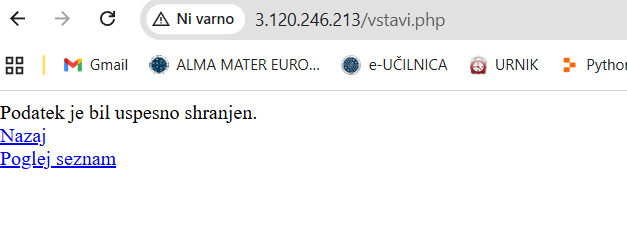 Ni varno
3.120.246.213/vstavi.php
Gmail
ALMA MATER EURO...
e-UČILNICA
URNIK
Pythor
Podatek je bil uspesno shranjen.
Nazaj
Poglej seznam